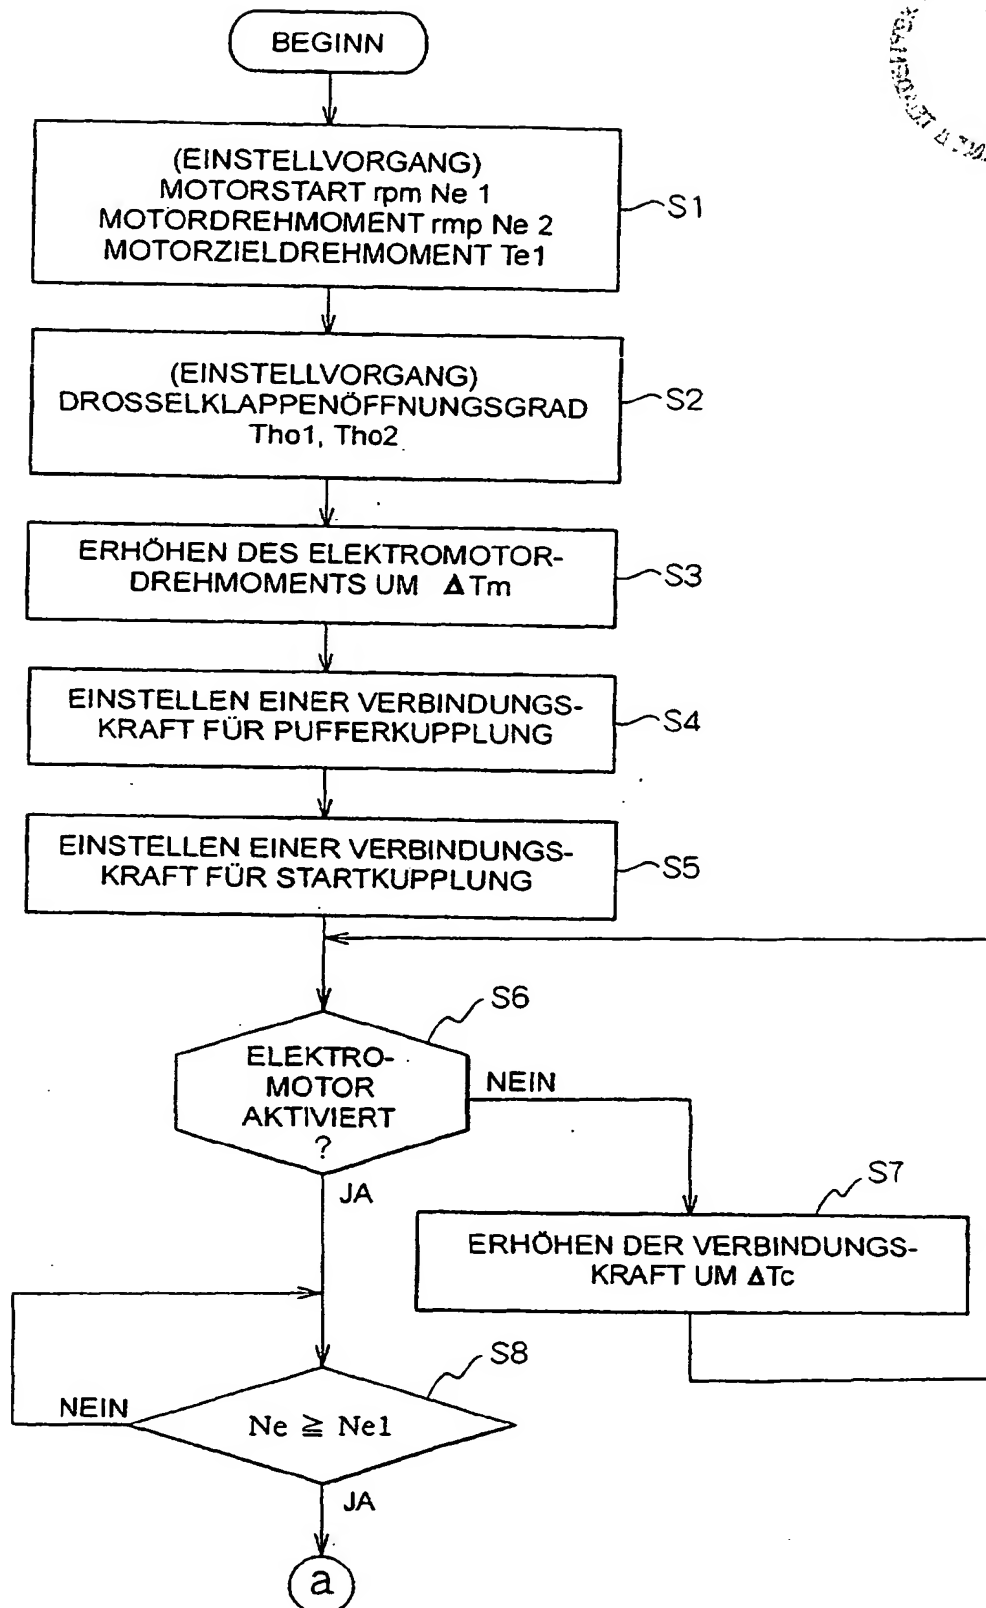 BEGINN
(EINSTELLVORGANG)
MOTORSTART rpm Ne 1
MOTORDREHMOMENT rmp Ne 2
MOTORZIELDREHMOMENT Te1
S1
(EINSTELLVORGANG)
DROSSELKLAPPENÖFFNUNGSGRAD
Tho1, Tho2
S2
ERHÖHEN DES ELEKTROMOTOR-
DREHMOMENTS UM ΔTm
S3
EINSTELLEN EINER VERBINDUNGS-
KRAFT FÜR PUFFERKUPPLUNG
S4
EINSTELLEN EINER VERBINDUNGS-
KRAFT FÜR STARTKUPPLUNG
S5
S6
ELEKTRO-
MOTOR
AKTIVIERT
?
NEIN
JA
S7
ERHÖHEN DER VERBINDUNGS-
KRAFT UM ΔTc
S8
NEIN
Ne ≧ Ne1
JA
a